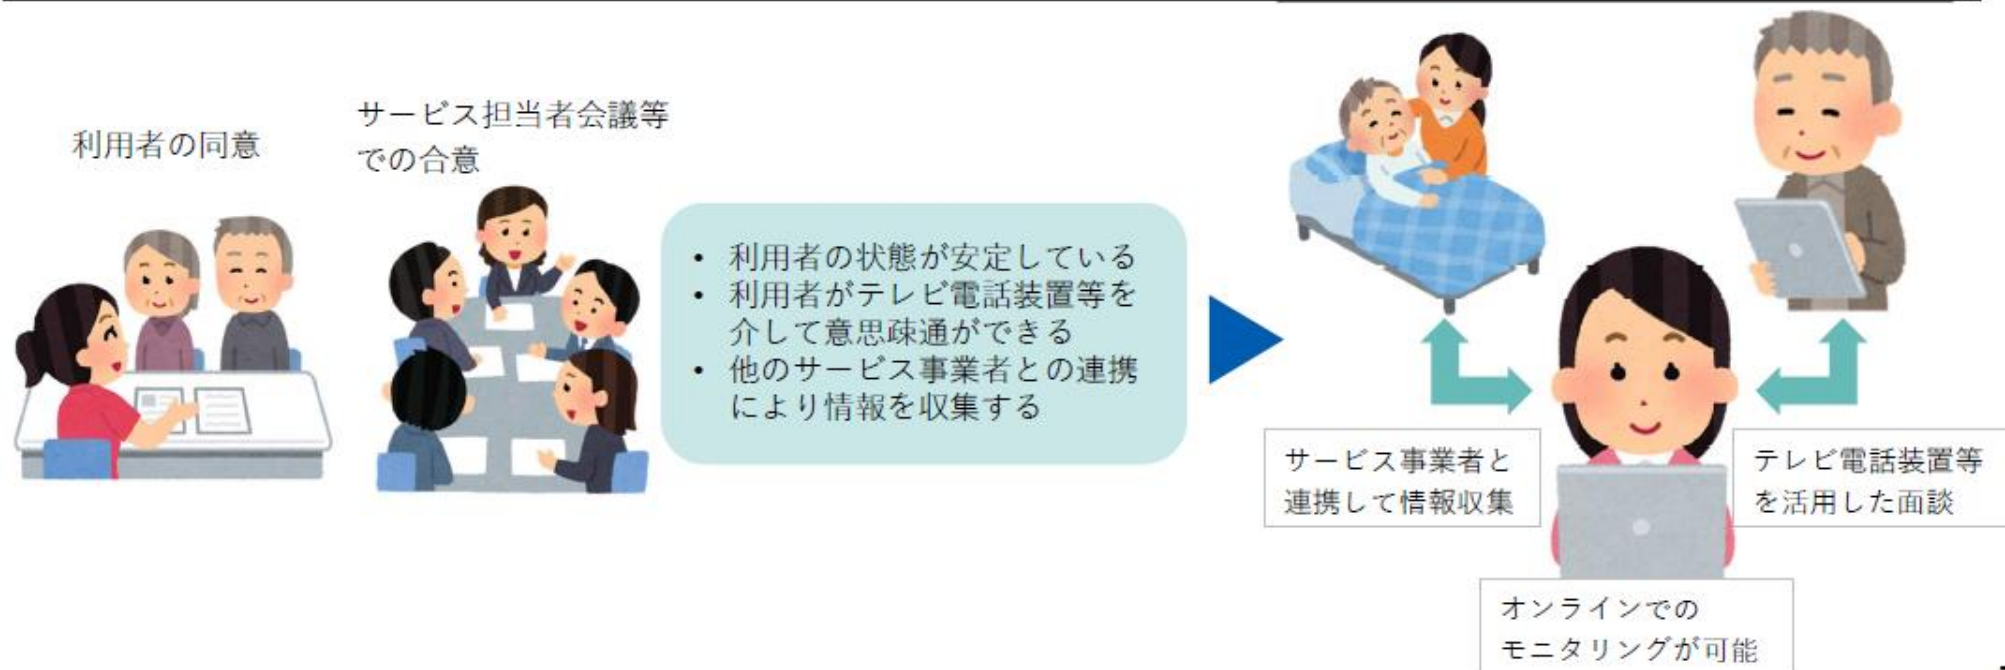 利用者の同意
サービス担当者会議等
での合意
• 利用者の状態が安定している
• 利用者がテレビ電話装置等を
介して意思疎通ができる
• 他のサービス事業者との連携
により情報を収集する
サービス事業者と
連携して情報収集
テレビ電話装置等
を活用した面談
オンラインでの
モニタリングが可能